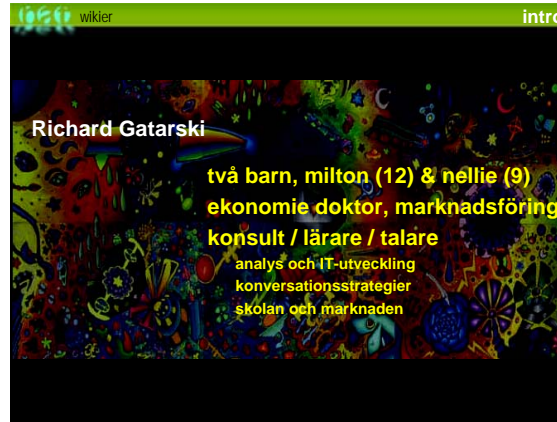 wikier
intro
Richard Gatarski
två barn, milton (12) & nellie (9)
ekonomie doktor, marknadsföring
konsult / lärare / talare
analys och IT-utveckling
konversationsstrategier
skolan och marknaden